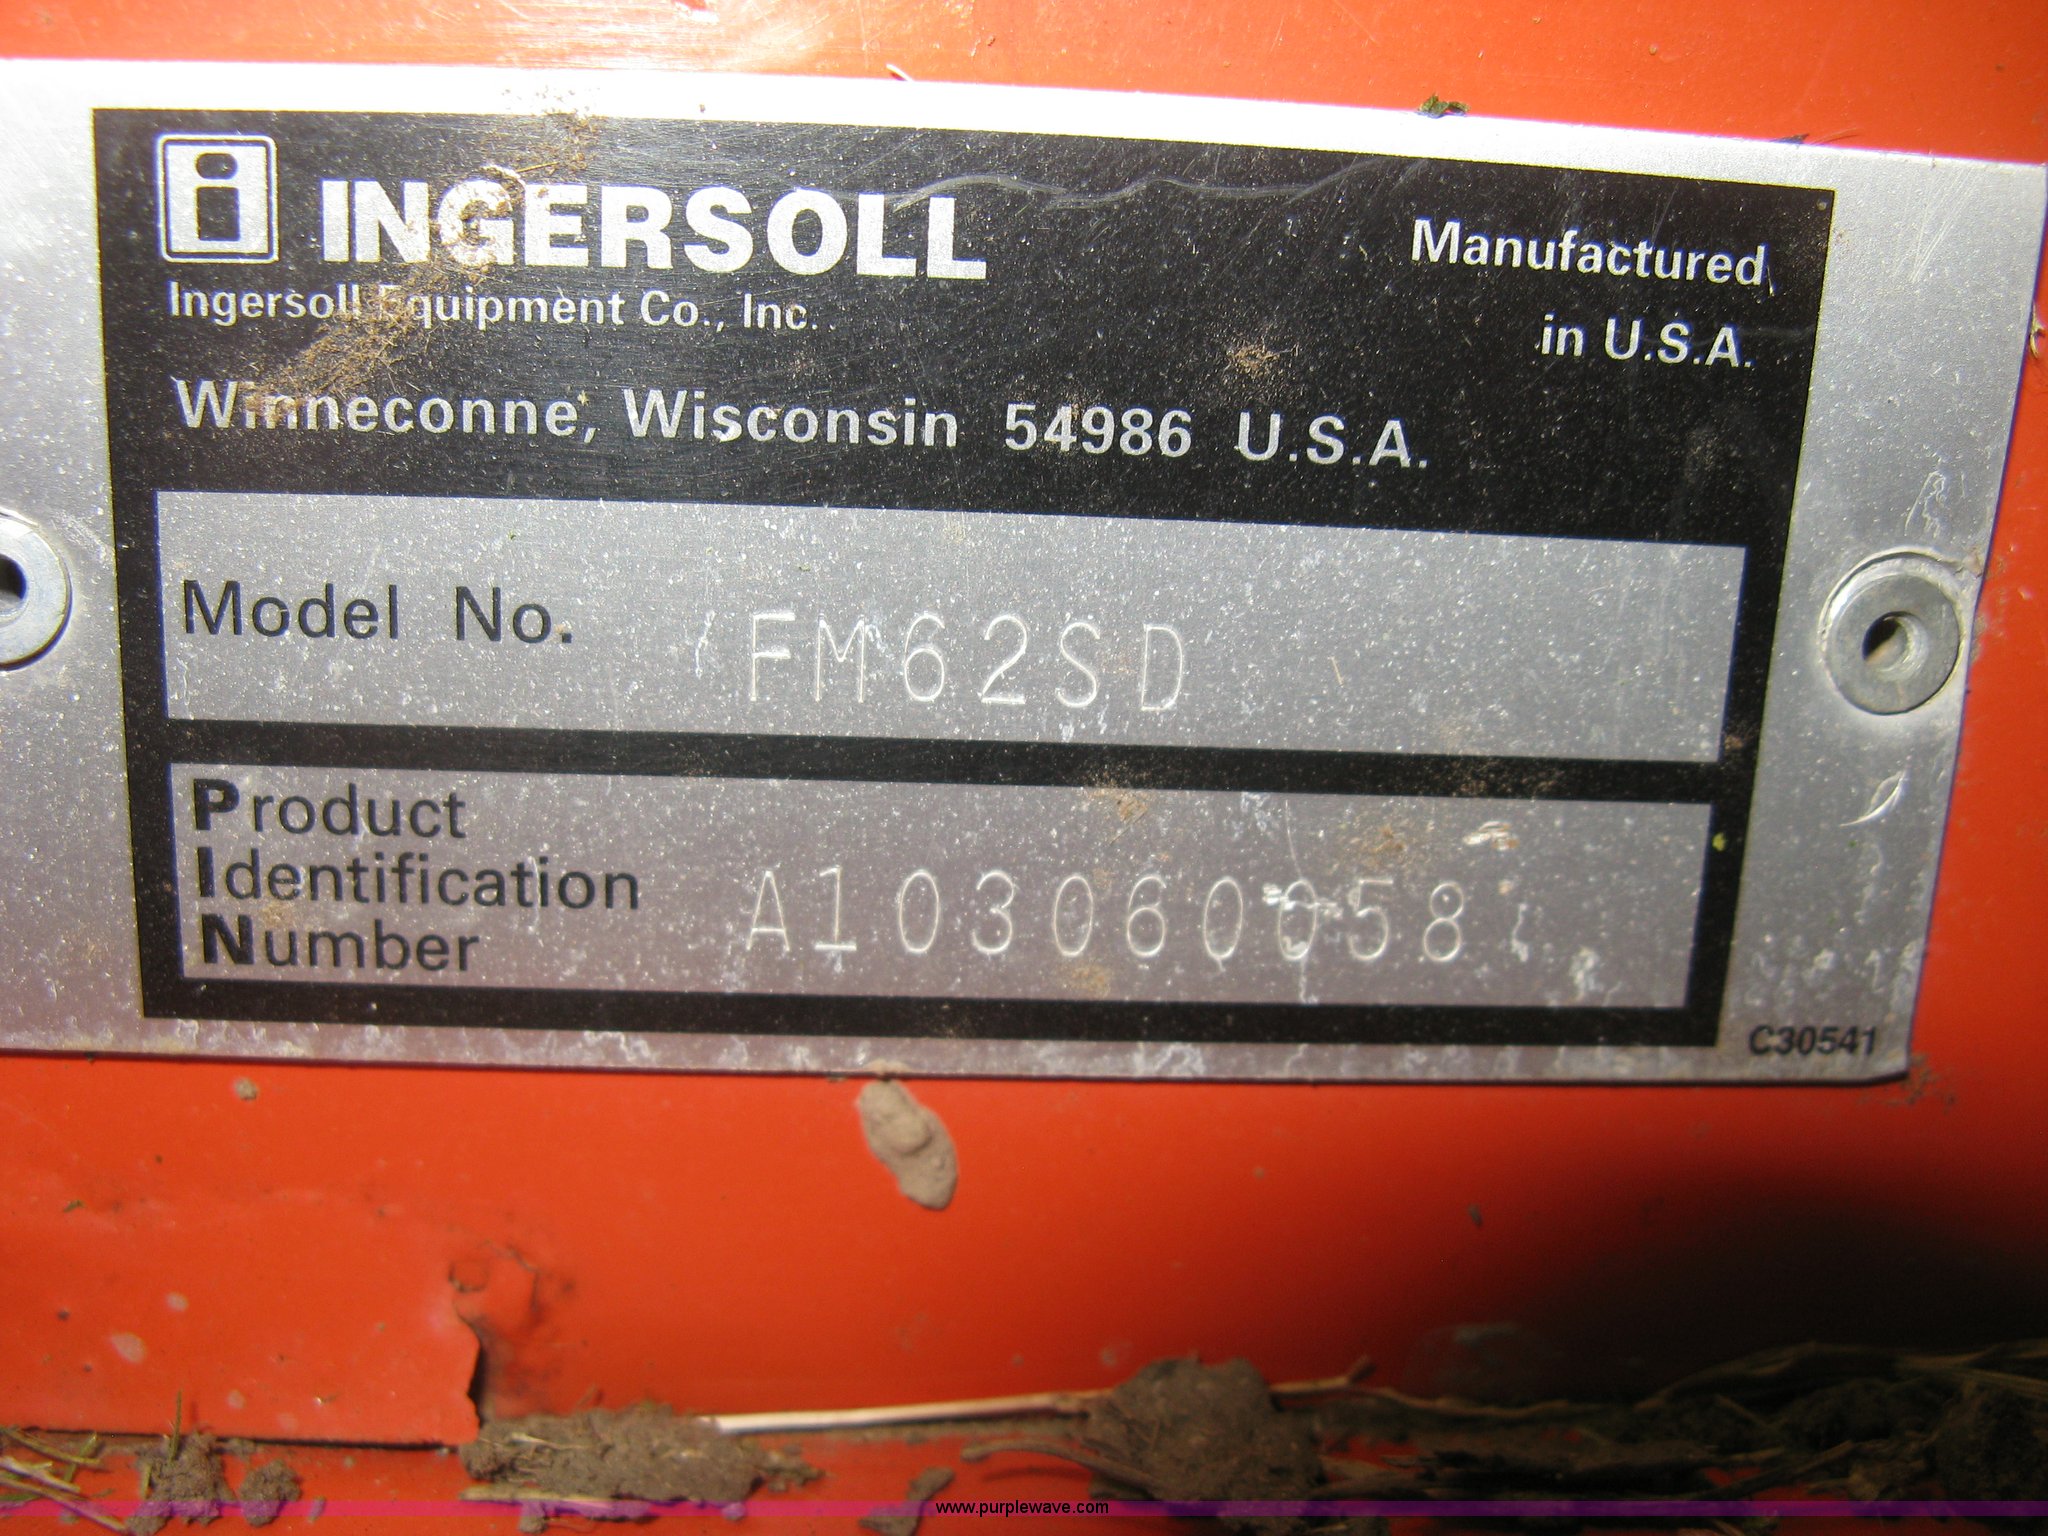 i INGERSOLL
Ingersoll Equipment Co., Inc.
Manufactured
in U.S.A.
Winneconne, Wisconsin 54986 U.S.A.
Model No. FM62SD
Product
Identification
Number A103060058
C30541
www.purplewave.com